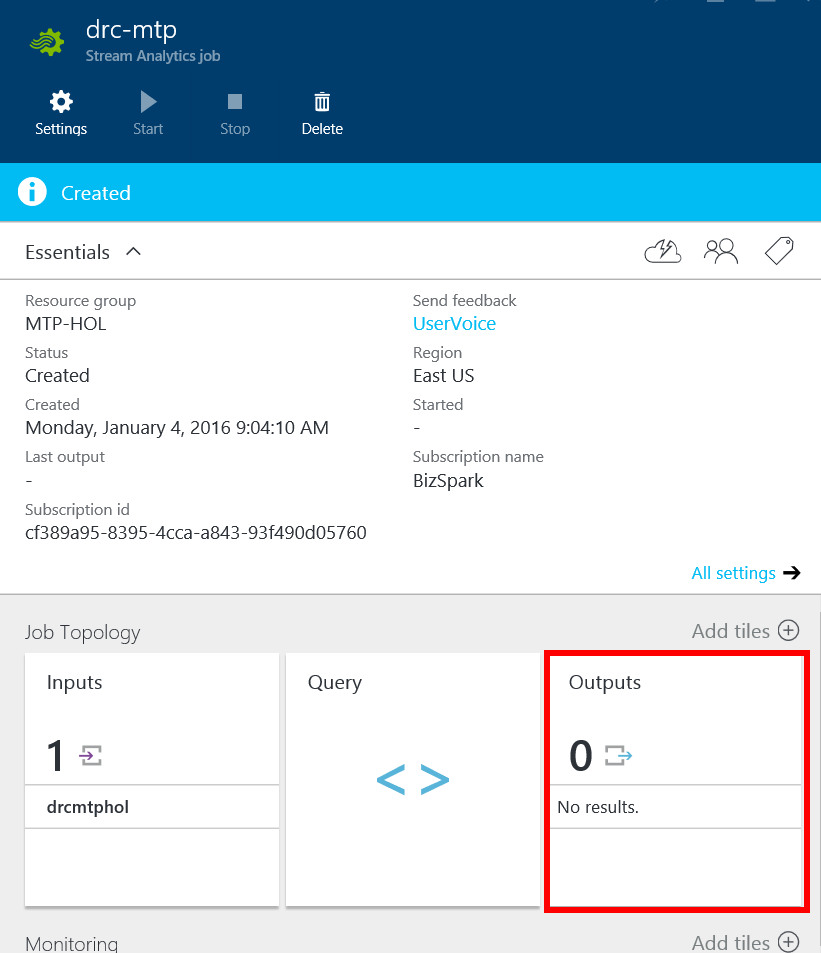 drc-mtp
Stream Analytics job
Settings
Start
Stop
Delete
Created
Essentials
Resource group
MTP-HOL
Send feedback
UserVoice
Status
Created
Region
East US
Created
Monday, January 4, 2016 9:04:10 AM
Started
-
Last output
-
Subscription name
BizSpark
Subscription id
cf389a95-8395-4cca-a843-93f490d05760
All settings
Job Topology
Add tiles
Inputs
1
drcmtphol
Query
< >
Outputs
0
No results.
Monitoring
Add tiles